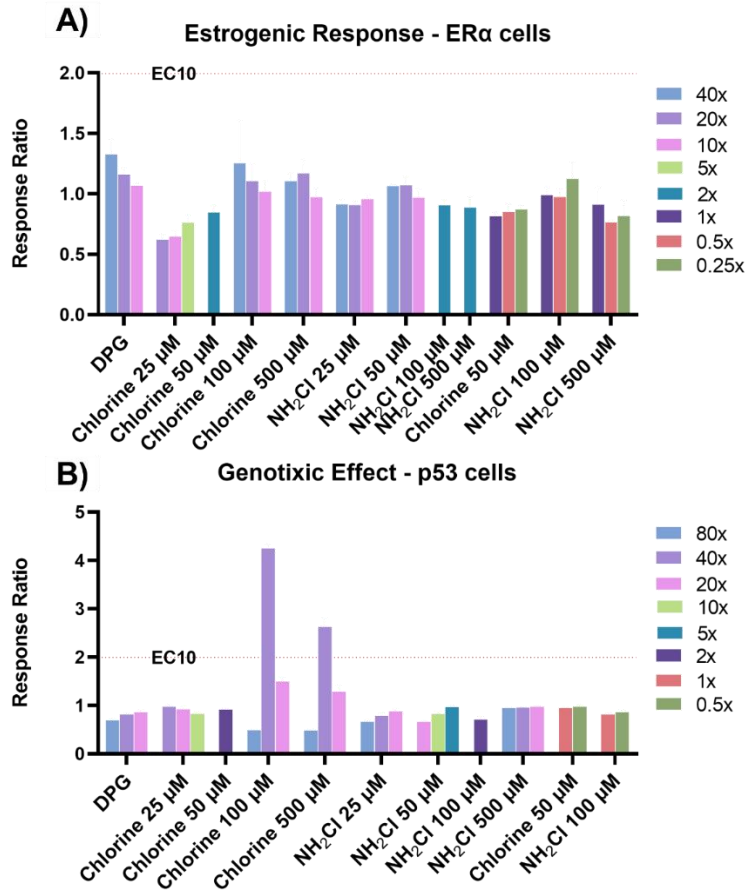 A)
Estrogenic Response - ERα cells
Response Ratio
2.0
1.5
1.0
0.5
0.0
EC10
DPG
Chlorine 25 µM
Chlorine 50 µM
Chlorine 100 µM
Chlorine 500 µM
NH₂Cl 25 µM
NH₂Cl 50 µM
NH₂Cl 100 µM
NH₂Cl 500 µM
Chlorine 50 µM
NH₂Cl 100 µM
NH₂Cl 500 µM
40x
20x
10x
5x
2x
1x
0.5x
0.25x
B)
Genotixic Effect - p53 cells
Response Ratio
5
4
3
2
1
0
EC10
DPG
Chlorine 25 µM
Chlorine 50 µM
Chlorine 100 µM
Chlorine 500 µM
NH₂Cl 25 µM
NH₂Cl 50 µM
NH₂Cl 100 µM
NH₂Cl 500 µM
Chlorine 50 µM
NH₂Cl 100 µM
80x
40x
20x
10x
5x
2x
1x
0.5x